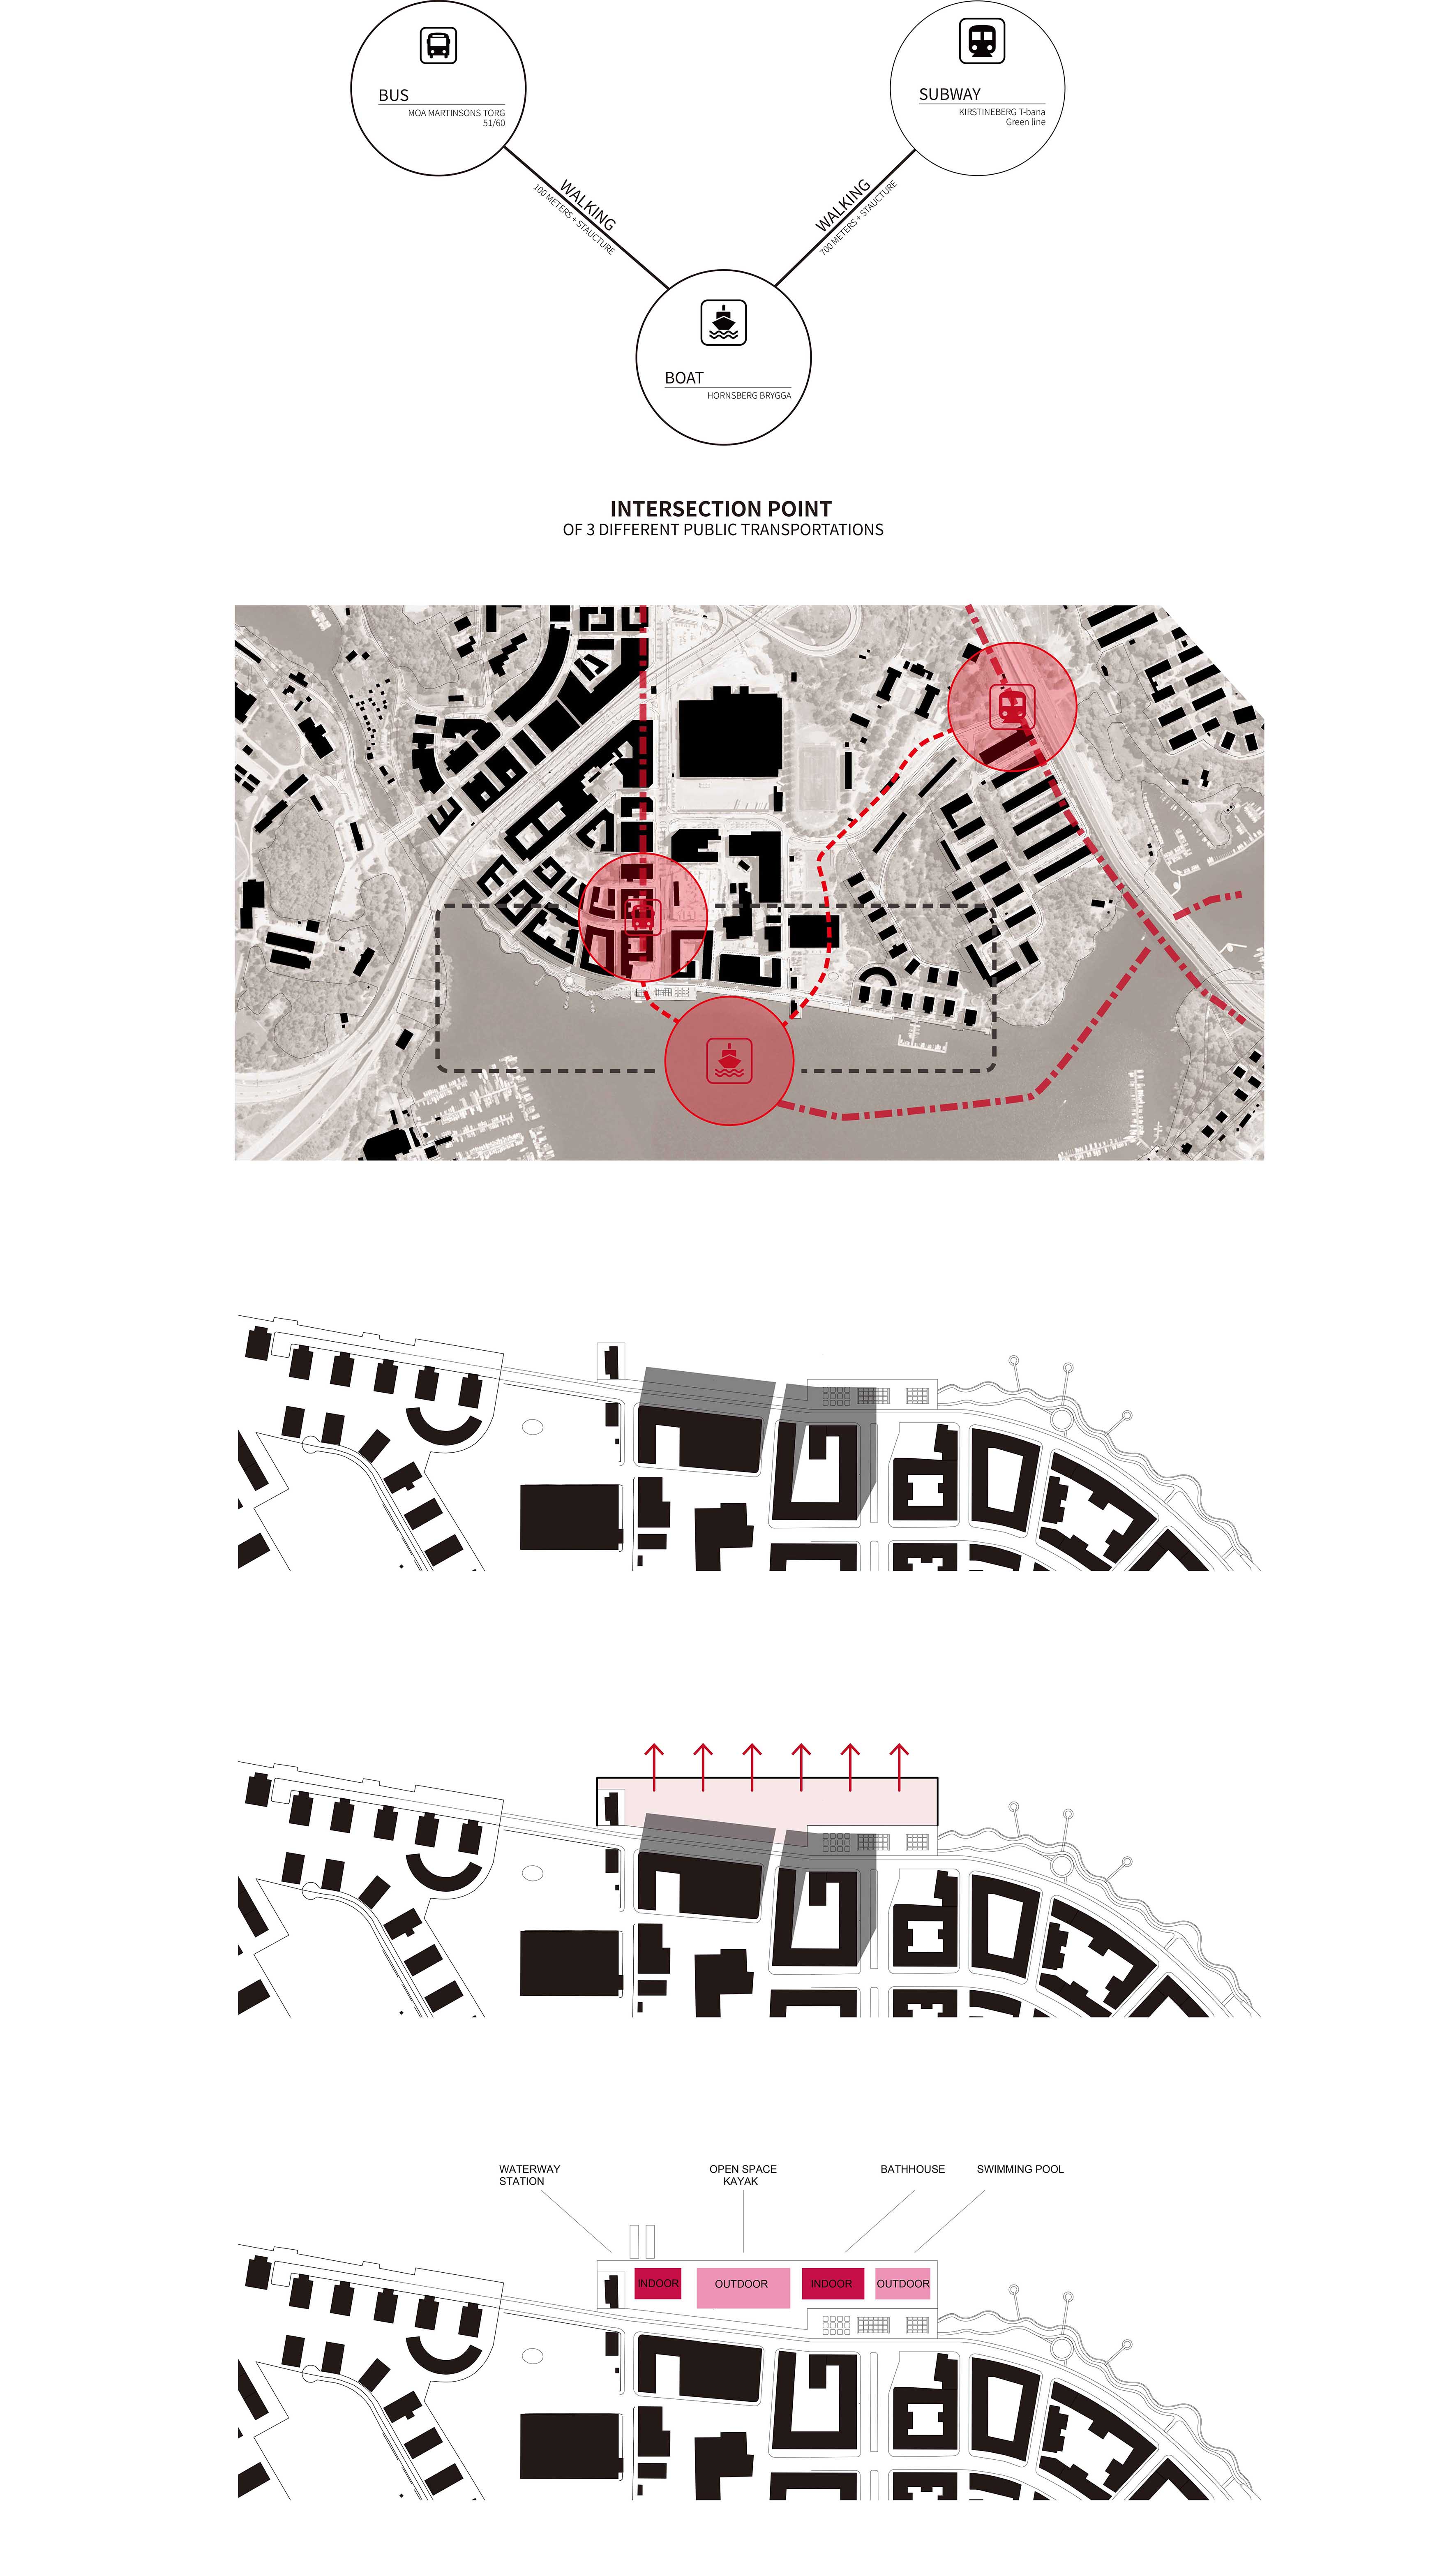 BUS
MOA MARTINSONS TORG
51/60
SUBWAY
KIRSTINEBERG T-bana
Green line
WALKING
100 METERS + STAUCTURE
WALKING
700 METERS + STAUCTURE
BOAT
HORNSBERG BRYGGA
INTERSECTION POINT
OF 3 DIFFERENT PUBLIC TRANSPORTATIONS
WATERWAY
STATION
OPEN SPACE
KAYAK
BATHHOUSE
SWIMMING POOL
INDOOR
OUTDOOR
INDOOR
OUTDOOR